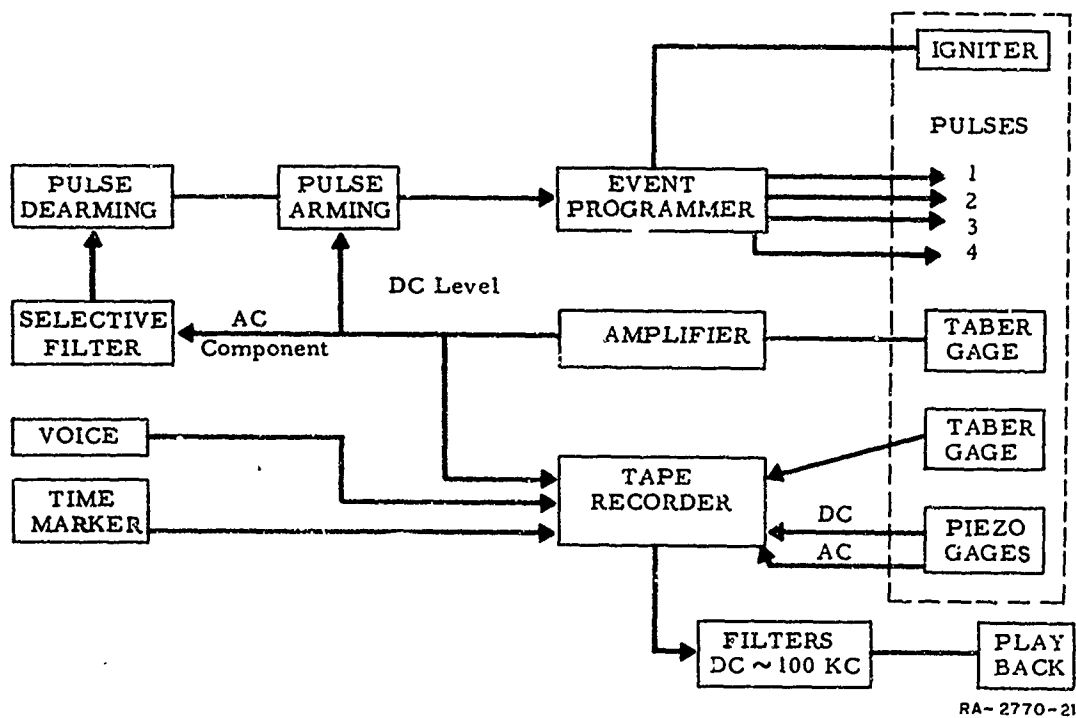 IGNITER
PULSES
PULSE
DEARMING
PULSE
ARMING
EVENT
PROGRAMMER
1
2
3
4
DC Level
SELECTIVE
FILTER
AC
Component
AMPLIFIER
TABER
GAGE
VOICE
TABER
GAGE
TIME
MARKER
TAPE
RECORDER
DC
AC
PIEZO
GAGES
FILTERS
DC ~ 100 KC
PLAY
BACK
RA-2770-21